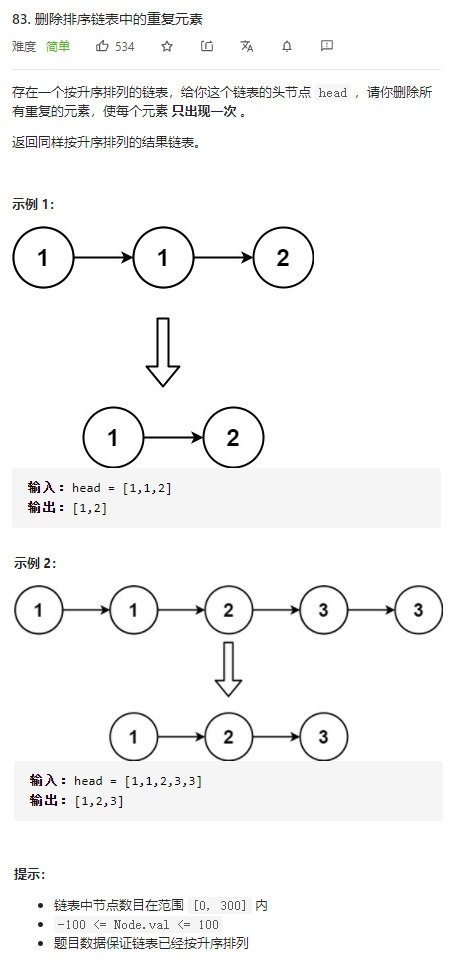 83. 删除排序链表中的重复元素
难度 简单 534
存在一个按升序排列的链表，给你这个链表的头节点 head ，请你删除所
有重复的元素，使每个元素 只出现一次 。
返回同样按升序排列的结果链表。
示例 1：
1 1 2
1 2
输入：head = [1,1,2]
输出：[1,2]
示例 2：
1 1 2 3 3
1 2 3
输入：head = [1,1,2,3,3]
输出：[1,2,3]
提示：
链表中节点数目在范围 [0, 300] 内
-100 <= Node.val <= 100
题目数据保证链表已经按升序排列